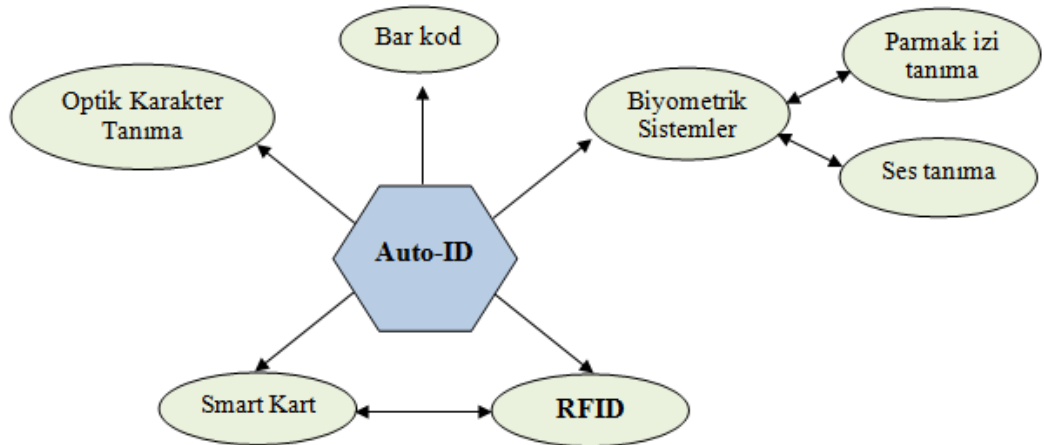 Bar kod
Parmak izi
tanıma
Optik Karakter
Tanıma
Biyometrik
Sistemler
Ses tanıma
Auto-ID
Smart Kart
RFID